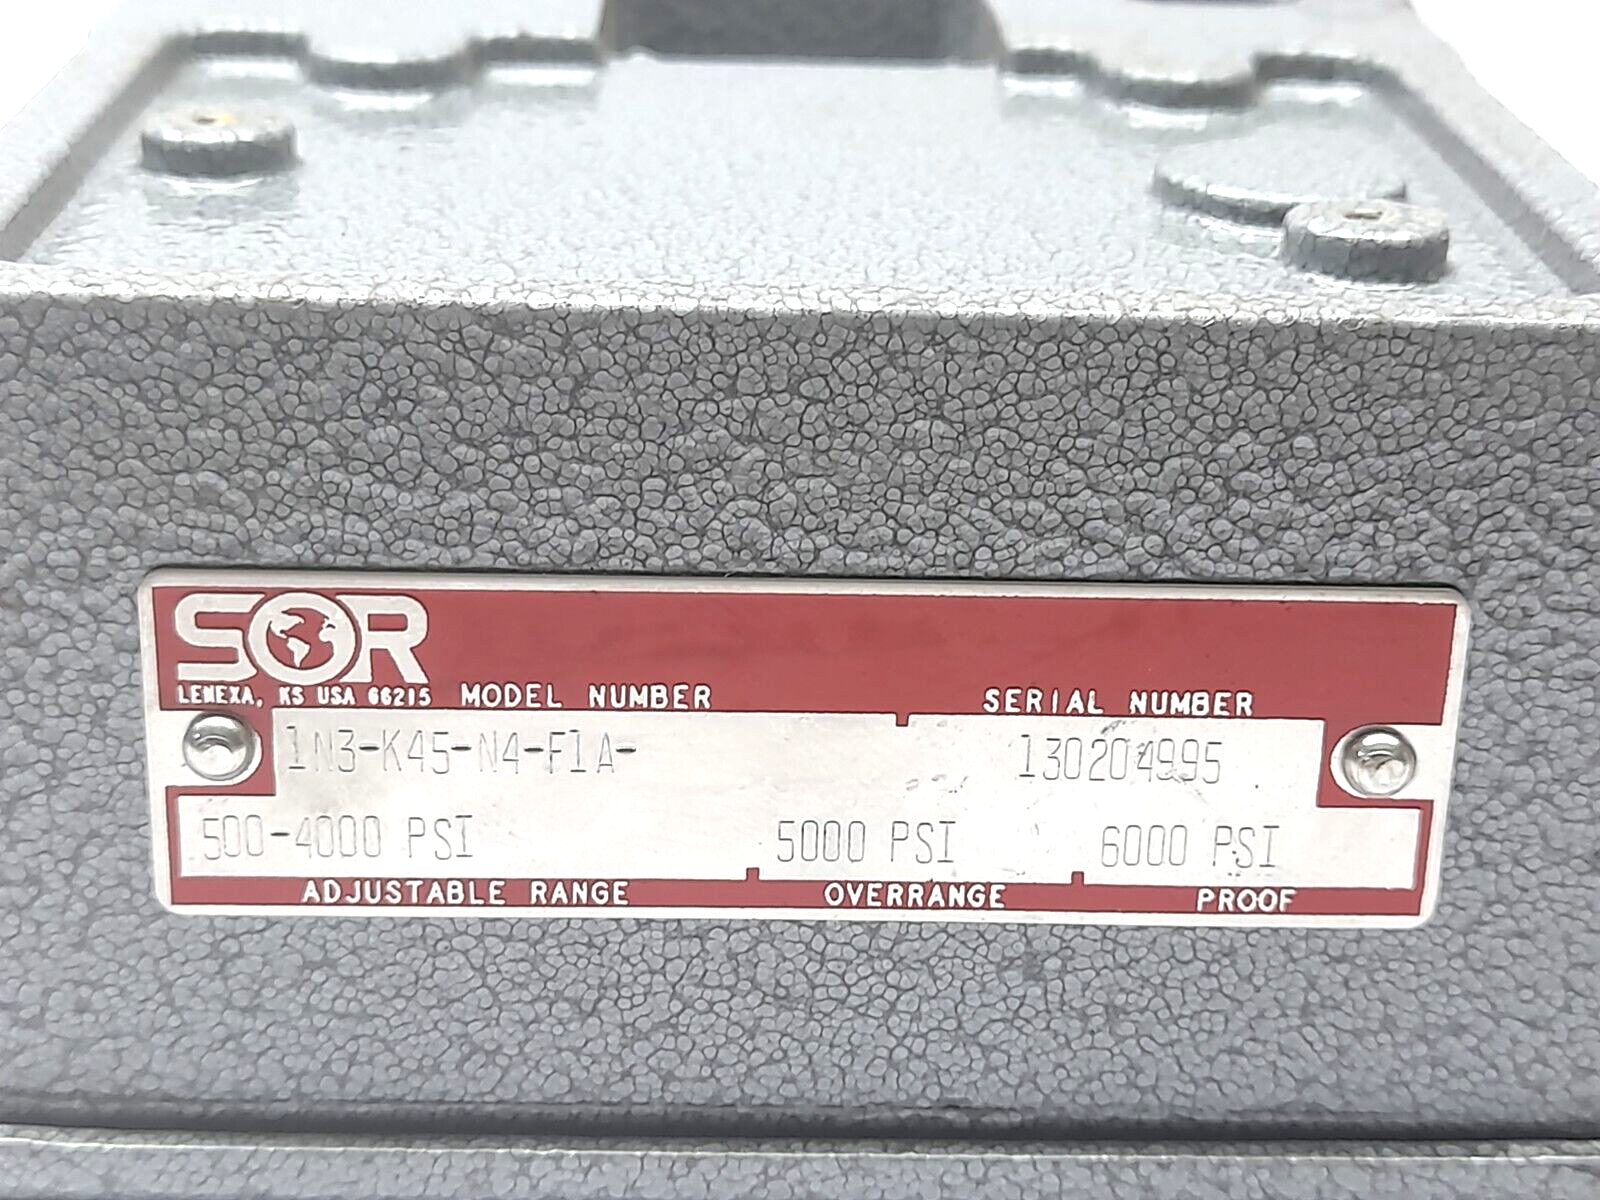 SOR
LENEXA, KS USA 66215 MODEL NUMBER SERIAL NUMBER
1N3-K45-N4-F1A- 130204995
500-4000 PSI 5000 PSI 6000 PSI
ADJUSTABLE RANGE OVERRANGE PROOF